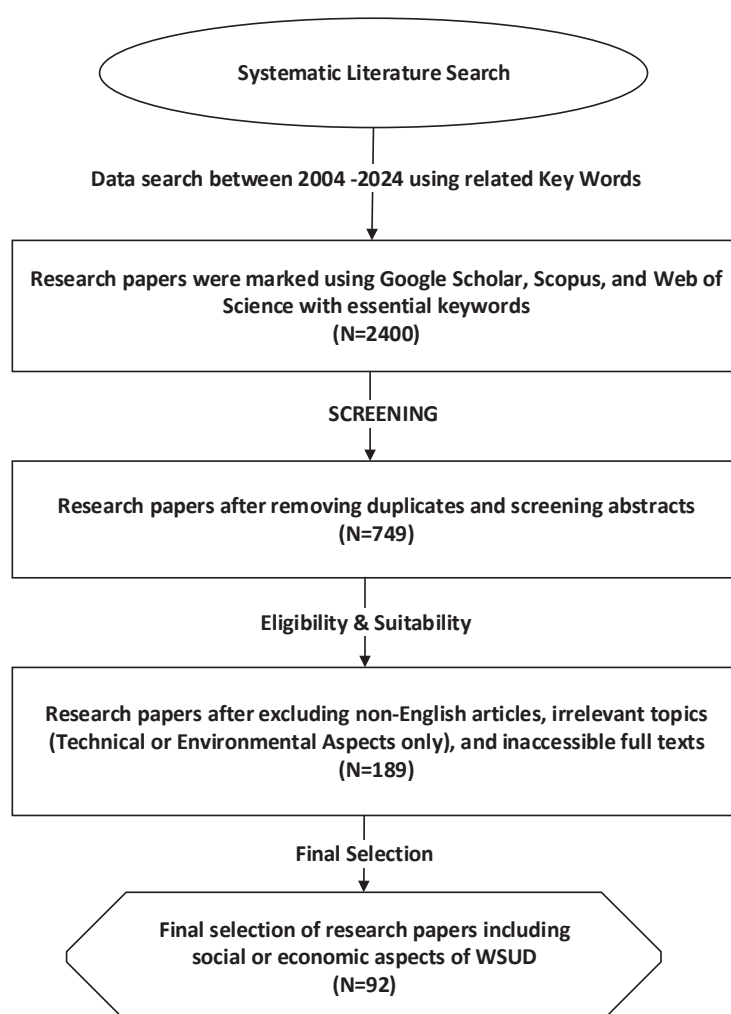 Systematic Literature Search
Data search between 2004 -2024 using related Key Words
Research papers were marked using Google Scholar, Scopus, and Web of
Science with essential keywords
(N=2400)
SCREENING
Research papers after removing duplicates and screening abstracts
(N=749)
Eligibility & Suitability
Research papers after excluding non-English articles, irrelevant topics
(Technical or Environmental Aspects only), and inaccessible full texts
(N=189)
Final Selection
Final selection of research papers including
social or economic aspects of WSUD
(N=92)